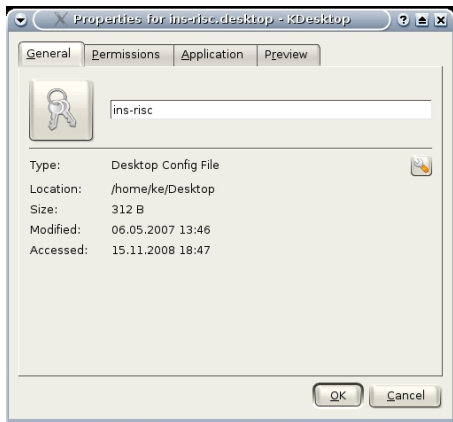 Properties for ins-risc.desktop - KDesktop
General Permissions Application Preview
ins-risc
Type: Desktop Config File
Location: /home/ke/Desktop
Size: 312 B
Modified: 06.05.2007 13:46
Accessed: 15.11.2008 18:47
OK Cancel